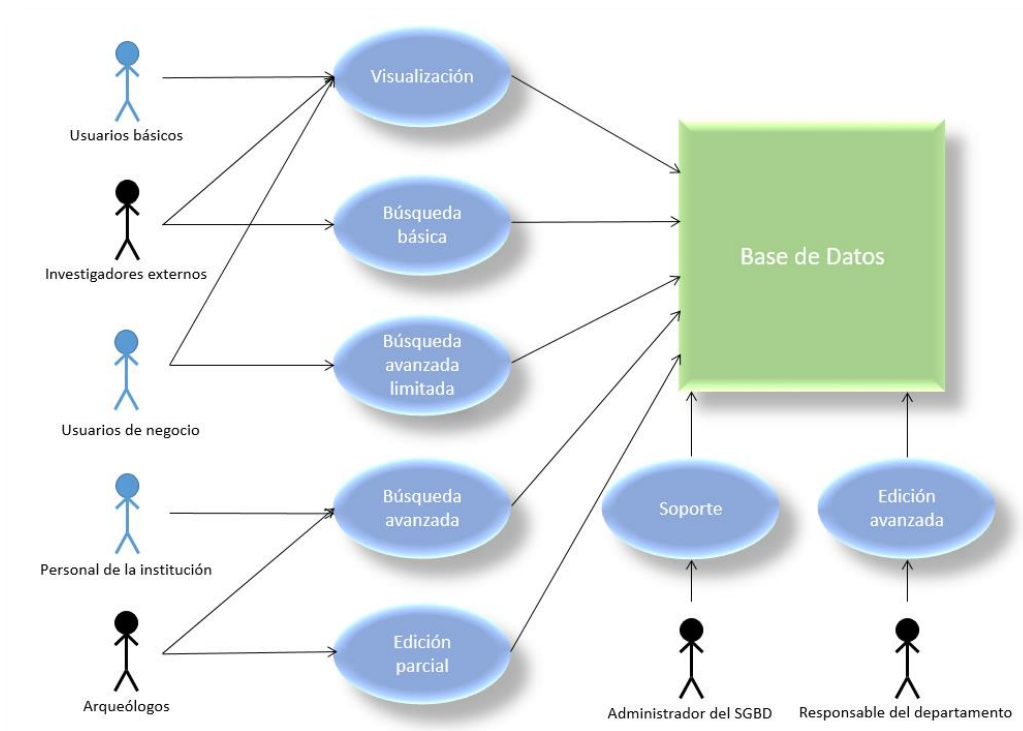 Usuarios básicos
Visualización
Investigadores externos
Búsqueda
básica
Base de Datos
Usuarios de negocio
Búsqueda
avanzada
limitada
Personal de la institución
Búsqueda
avanzada
Soporte
Edición
avanzada
Arqueólogos
Edición
parcial
Administrador del SGBD
Responsable del departamento